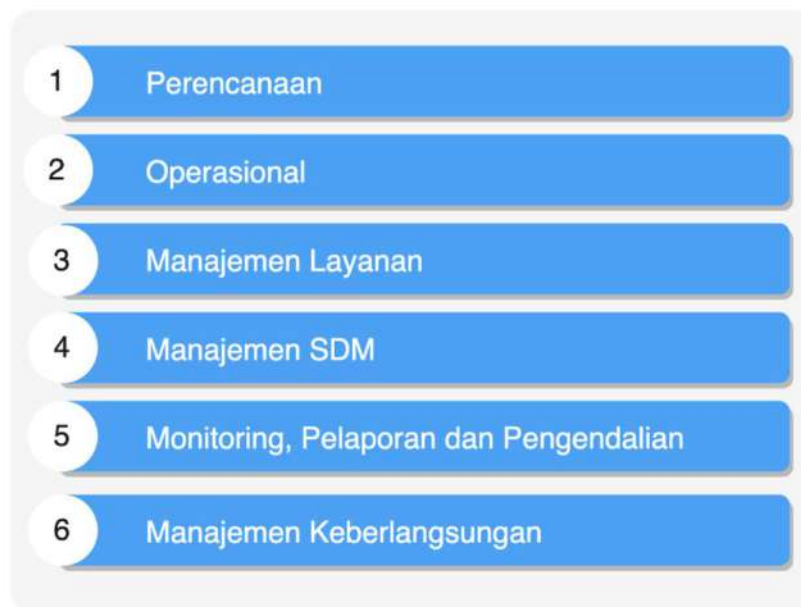 1 Perencanaan
2 Operasional
3 Manajemen Layanan
4 Manajemen SDM
5 Monitoring, Pelaporan dan Pengendalian
6 Manajemen Keberlangsungan